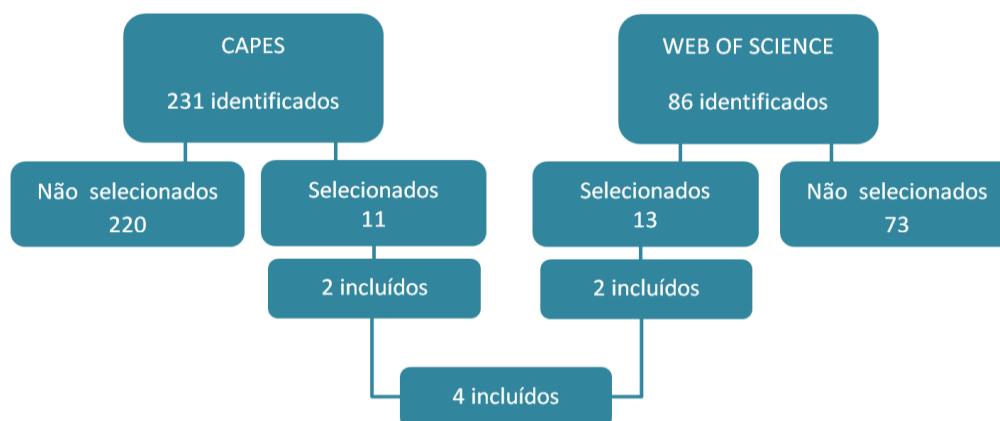 CAPES
231 identificados
WEB OF SCIENCE
86 identificados
Não selecionados
220
Selecionados
11
Selecionados
13
Não selecionados
73
2 incluídos
2 incluídos
4 incluídos